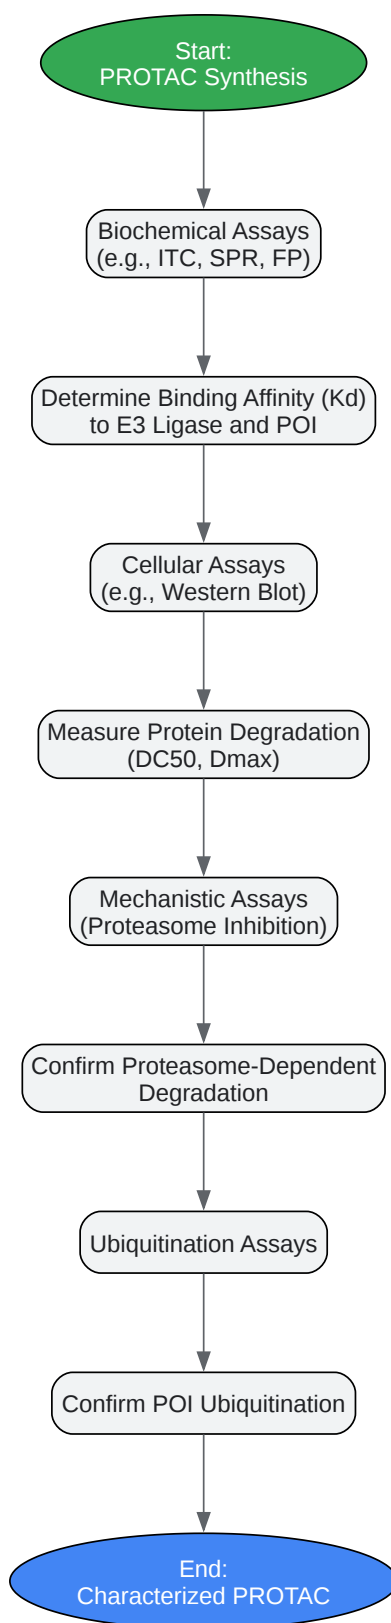 Start:
PROTAC Synthesis
Biochemical Assays
(e.g., ITC, SPR, FP)
Determine Binding Affinity (Kd)
to E3 Ligase and POI
Cellular Assays
(e.g., Western Blot)
Measure Protein Degradation
(DC50, Dmax)
Mechanistic Assays
(Proteasome Inhibition)
Confirm Proteasome-Dependent
Degradation
Ubiquitination Assays
Confirm POI Ubiquitination
End:
Characterized PROTAC